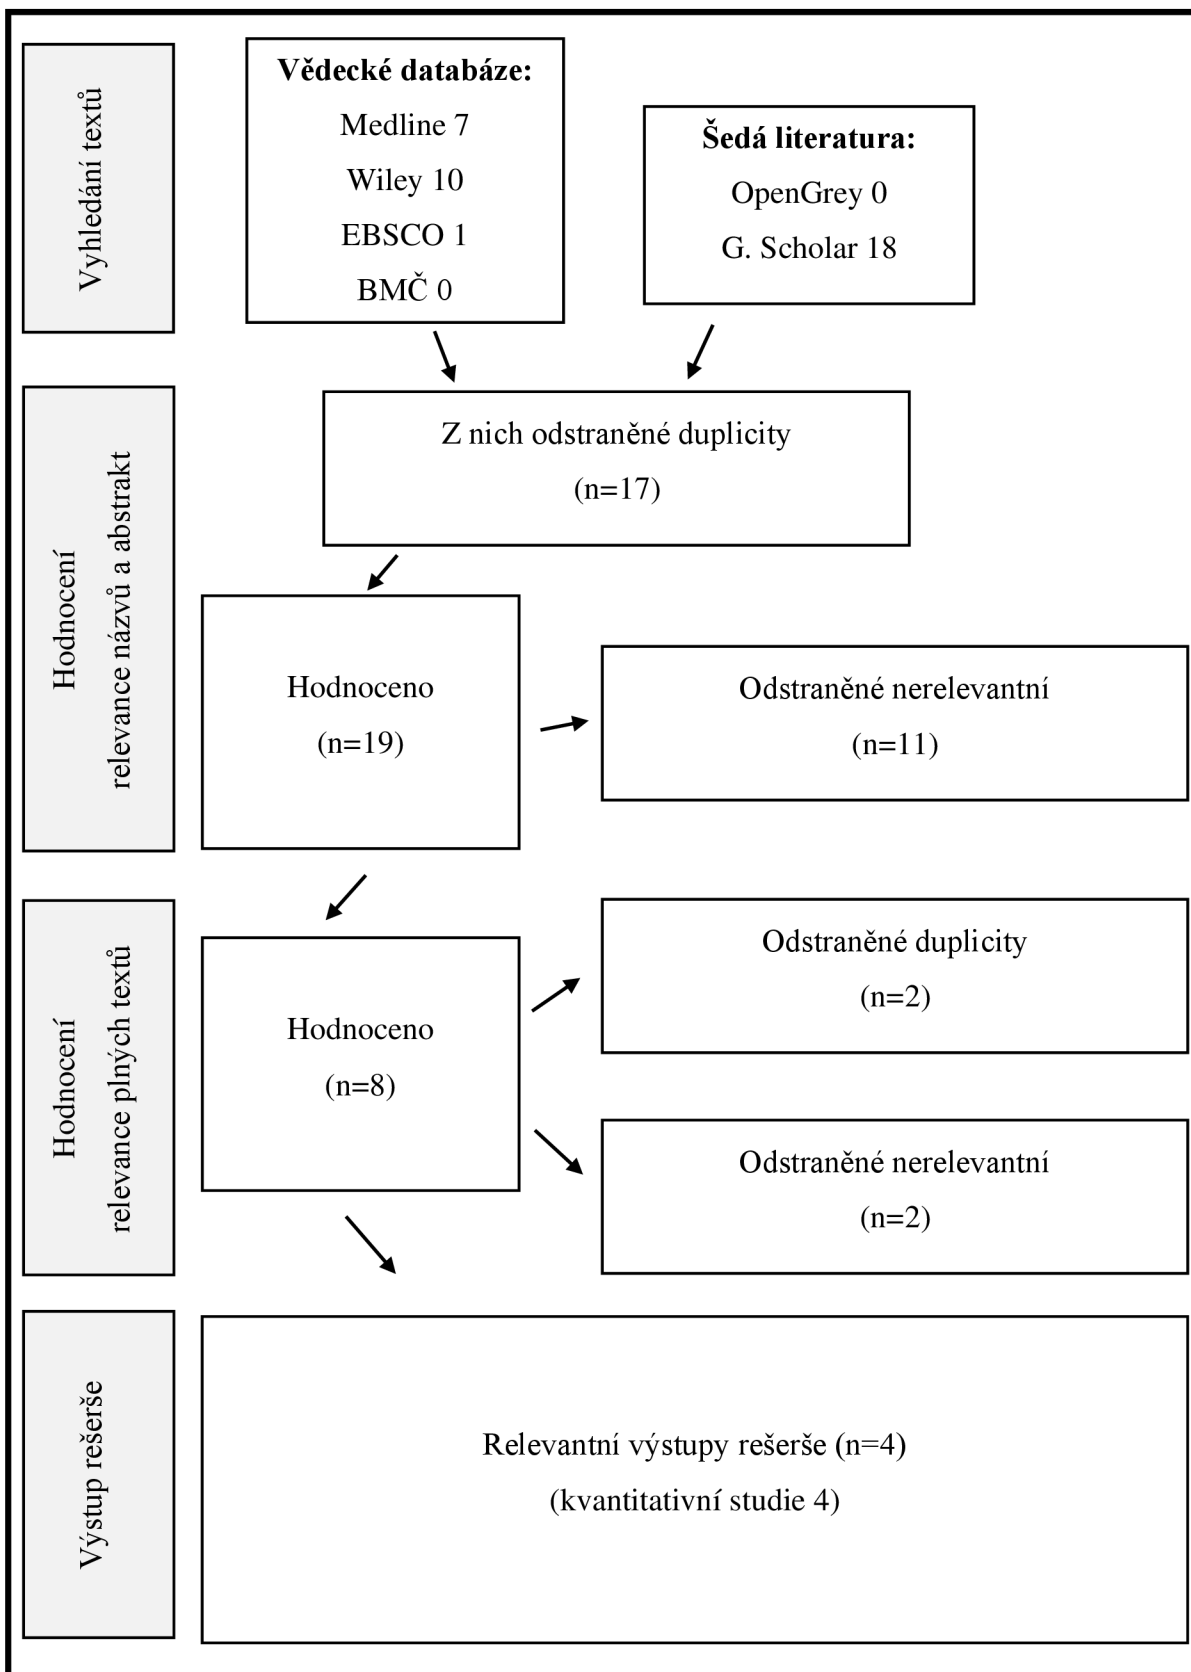 Vyhledání textů
Vědecké databáze:
Medline 7
Wiley 10
EBSCO 1
BMČ 0
Šedá literatura:
OpenGrey 0
G. Scholar 18
Hodnocení
relevance názvů a abstrakt
Z nich odstraněné duplicity
(n=17)
Hodnoceno
(n=19)
Odstraněné nerelevantní
(n=11)
Hodnocení
relevance plných textů
Hodnoceno
(n=8)
Odstraněné duplicity
(n=2)
Odstraněné nerelevantní
(n=2)
Výstup rešerše
Relevantní výstupy rešerše (n=4)
(kvantitativní studie 4)